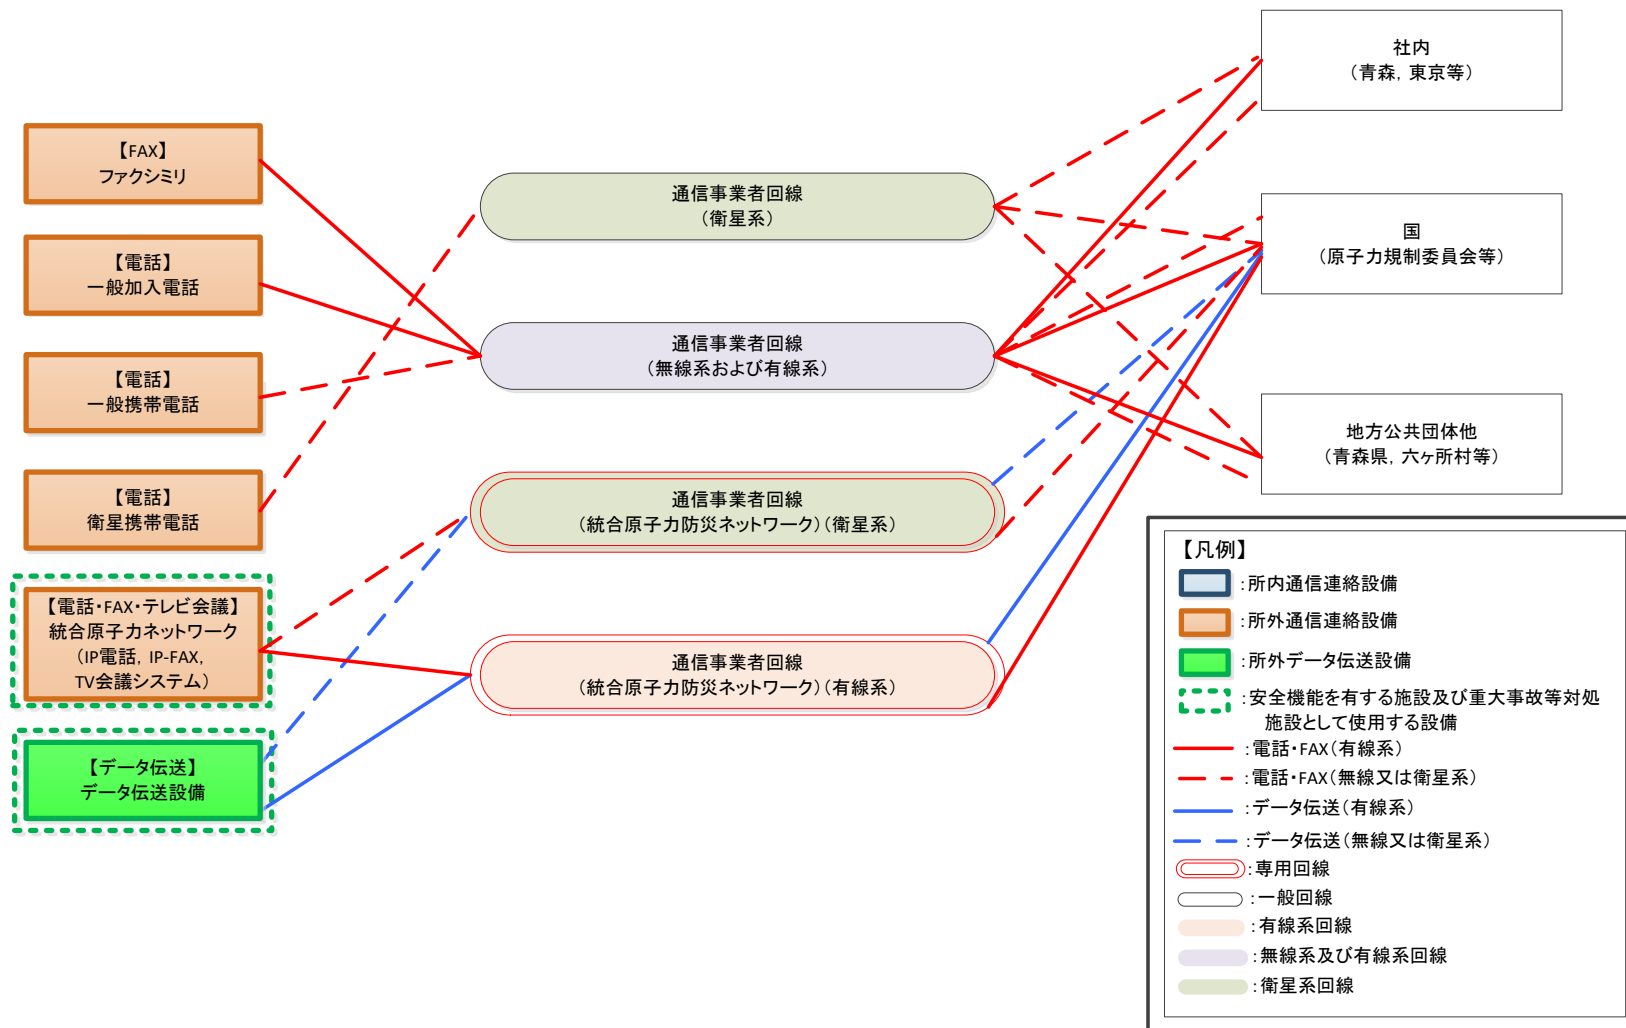 【FAX】
ファクシミリ
【電話】
一般加入電話
【電話】
一般携帯電話
【電話】
衛星携帯電話
【電話・FAX・テレビ会議】
統合原子力ネットワーク
（IP電話，IP-FAX，
TV会議システム）
【データ伝送】
データ伝送設備
通信事業者回線
（衛星系）
通信事業者回線
（無線系および有線系）
通信事業者回線
（統合原子力防災ネットワーク）（衛星系）
通信事業者回線
（統合原子力防災ネットワーク）（有線系）
社内
（青森，東京等）
国
（原子力規制委員会等）
地方公共団体他
（青森県，六ヶ所村等）
【凡例】
：所内通信連絡設備
：所外通信連絡設備
：所外データ伝送設備
：安全機能を有する施設及び重大事故等対処
施設として使用する設備
：電話・FAX（有線系）
：電話・FAX（無線又は衛星系）
：データ伝送（有線系）
：データ伝送（無線又は衛星系）
：専用回線
：一般回線
：有線系回線
：無線系及び有線系回線
：衛星系回線